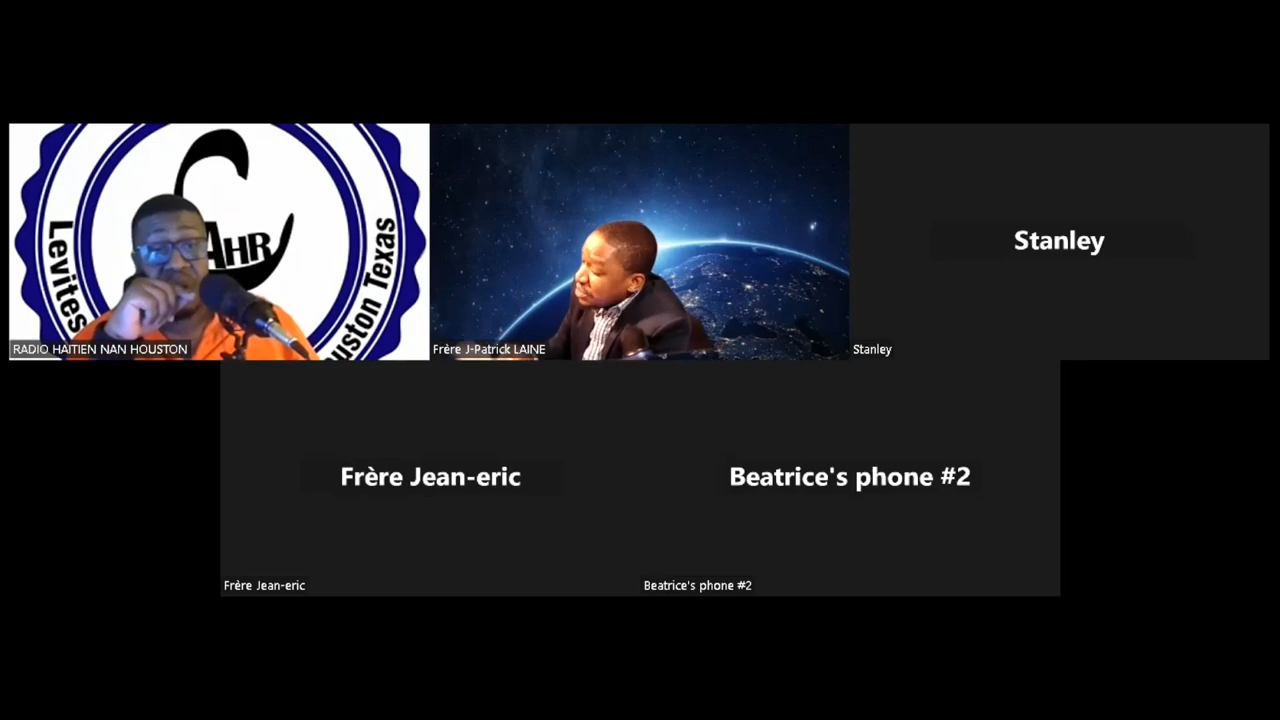 Levites
AHR
uston Texas
RADIO HAITIEN NAN HOUSTON
Frère J-Patrick LAINE
Stanley
Stanley
Frère Jean-eric
Beatrice's phone #2
Frère Jean-eric
Beatrice's phone #2